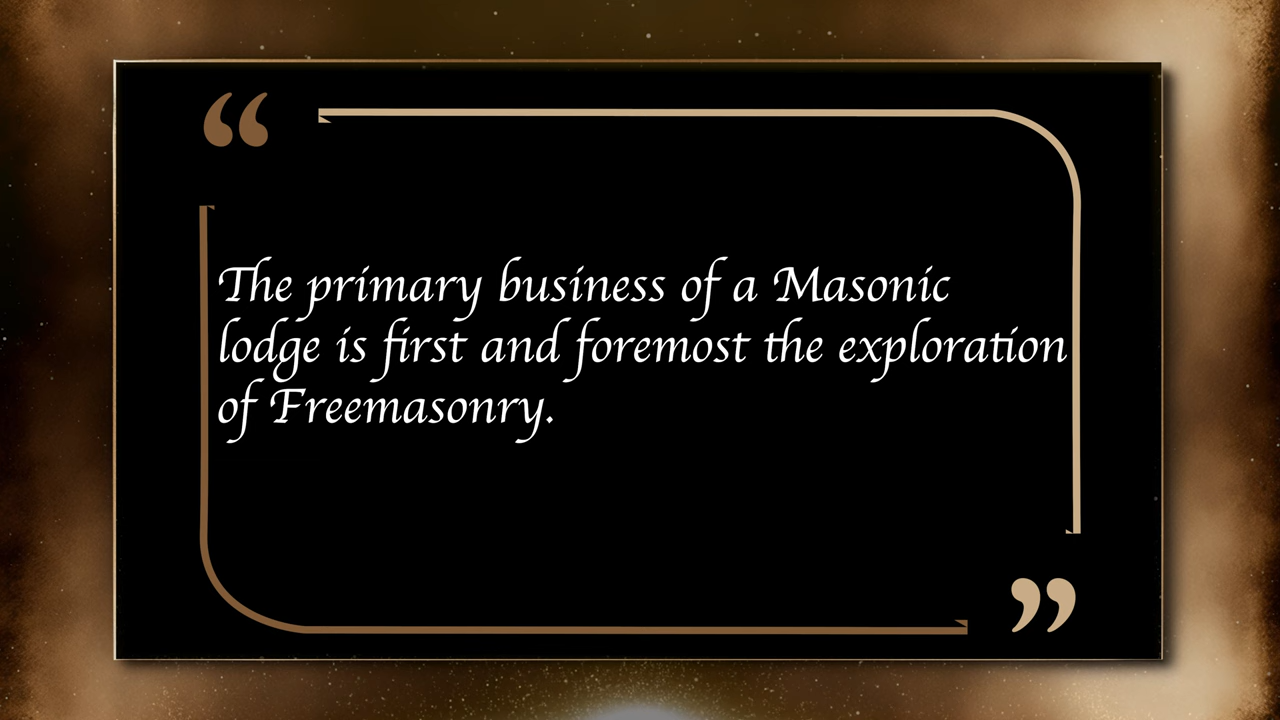 “
The primary business of a Masonic
lodge is first and foremost the exploration
of Freemasonry.
”